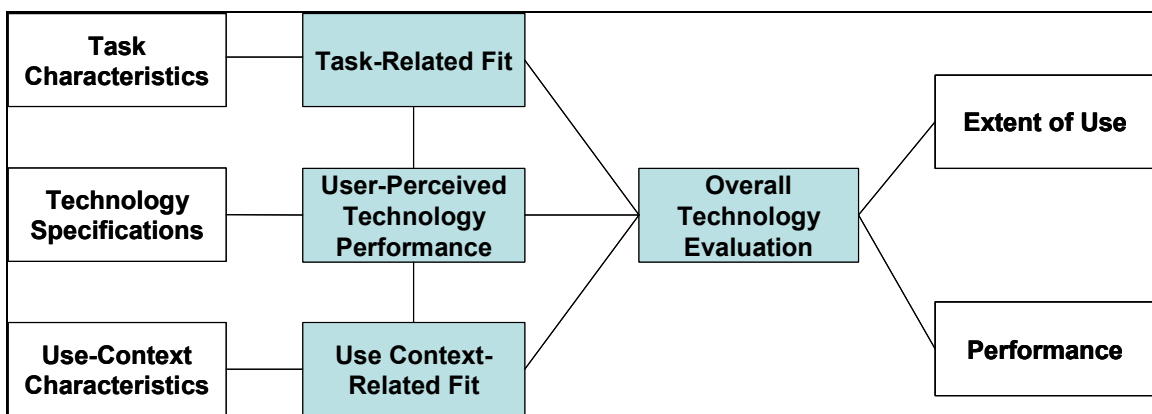 Task
Characteristics
Task-Related Fit
Extent of Use
Technology
Specifications
User-Perceived
Technology
Performance
Overall
Technology
Evaluation
Use-Context
Characteristics
Use Context-
Related Fit
Performance